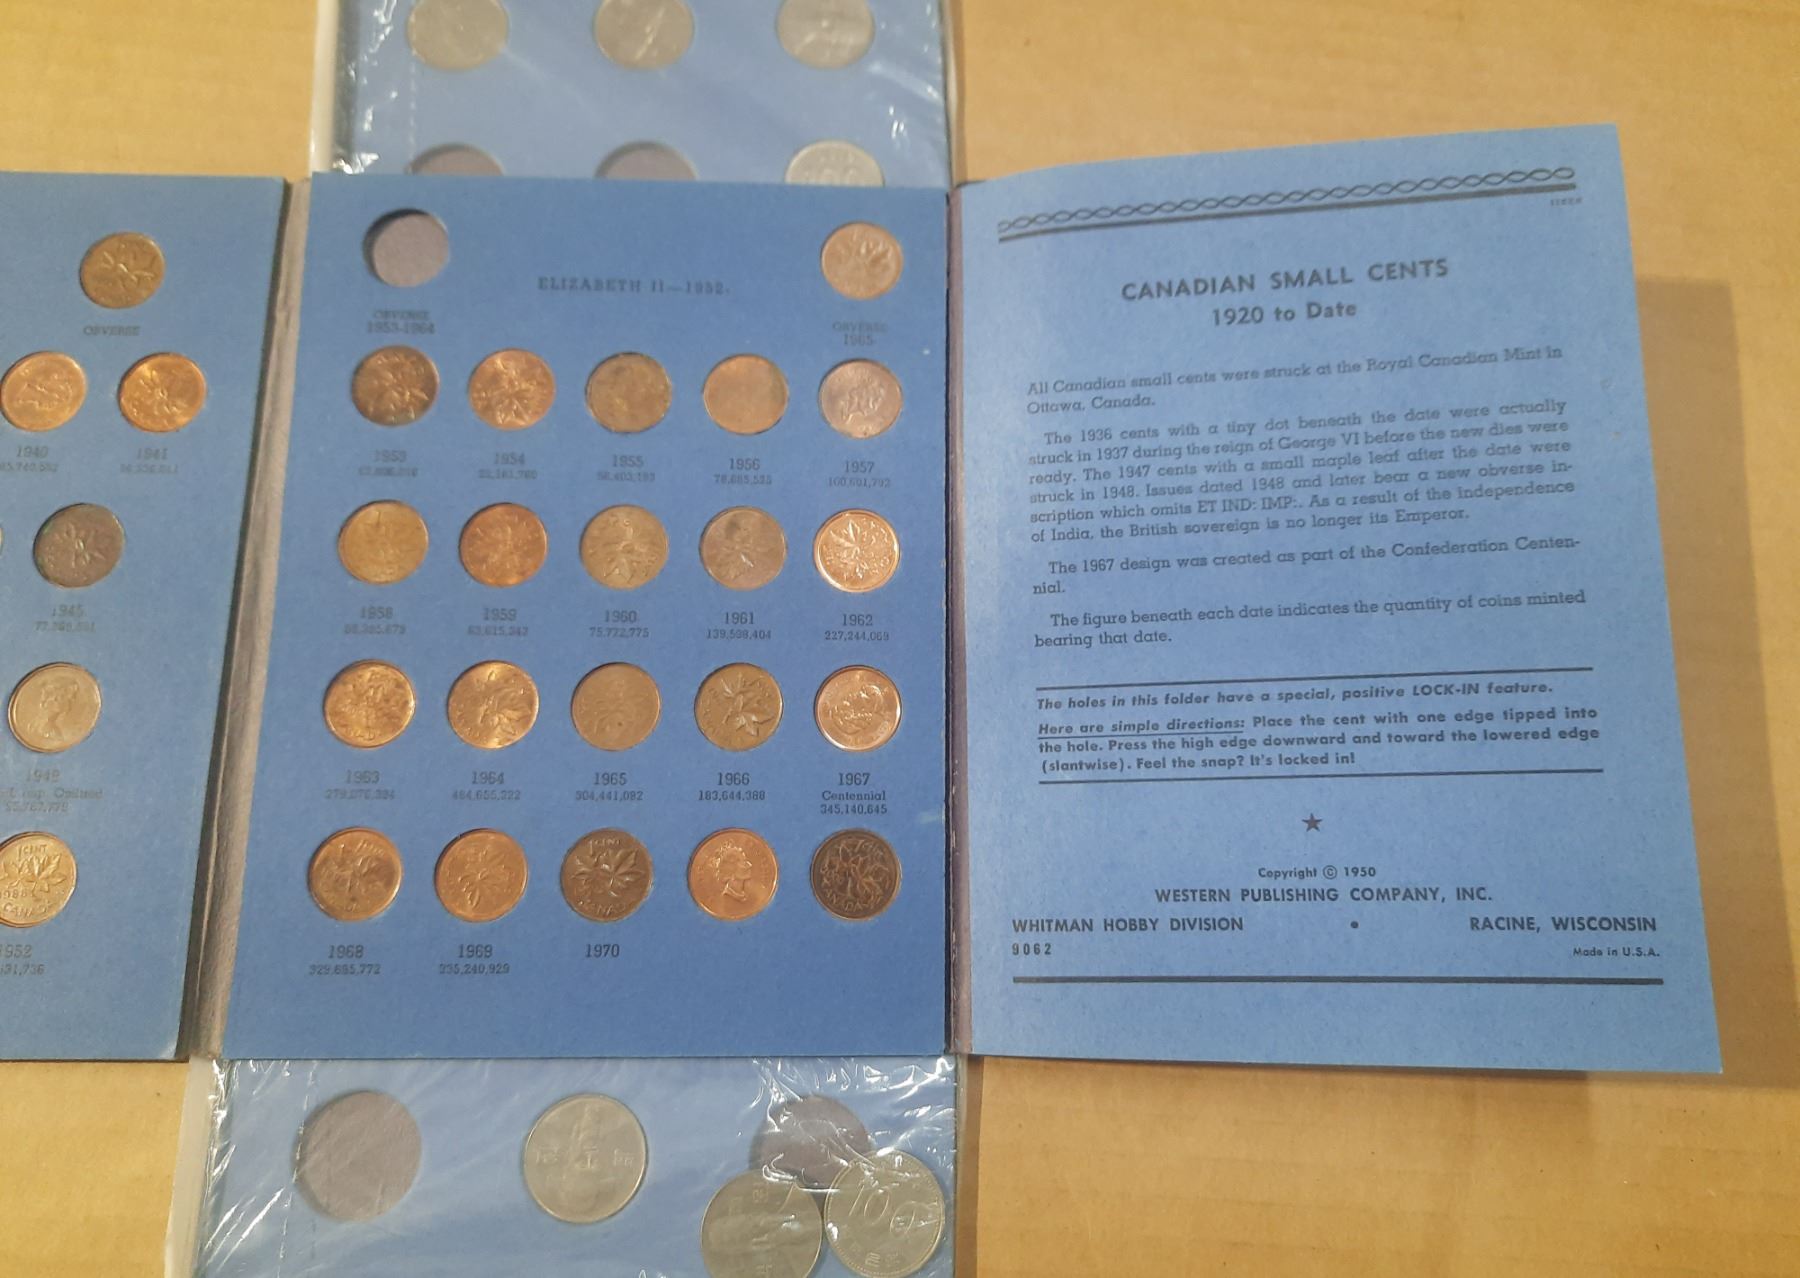 OBVERSE
1940
1941
1945
1948
1952
ELIZABETH II—1952.
OBVERSE
1953-1964
OBVERSE
1965
1953
1954
1955
1956
1957
100,601,792
1958
1959
1960
1961
1962
75,772,775
139,598,404
227,244,069
1963
1964
1965
1966
1967
Centennial
484,655,322
304,441,092
183,644,388
345,140,645
1968
1969
1970
329,695,772
335,240,929
1 CENT
CANADA
CANADIAN SMALL CENTS
1920 to Date
All Canadian small cents were struck at the Royal Canadian Mint in
Ottawa, Canada.
The 1936 cents with a tiny dot beneath the date were actually
struck in 1937 during the reign of George VI before the new dies were
ready. The 1947 cents with a small maple leaf after the date were
struck in 1948. Issues dated 1948 and later bear a new obverse in-
scription which omits ET IND: IMP:. As a result of the independence
of India, the British sovereign is no longer its Emperor.
The 1967 design was created as part of the Confederation Centen-
nial.
The figure beneath each date indicates the quantity of coins minted
bearing that date.
The holes in this folder have a special, positive LOCK-IN feature.
Here are simple directions: Place the cent with one edge tipped into
the hole. Press the high edge downward and toward the lowered edge
(slantwise). Feel the snap? It's locked in!
Copyright © 1950
WESTERN PUBLISHING COMPANY, INC.
WHITMAN HOBBY DIVISION • RACINE, WISCONSIN
9062
Made in U.S.A.